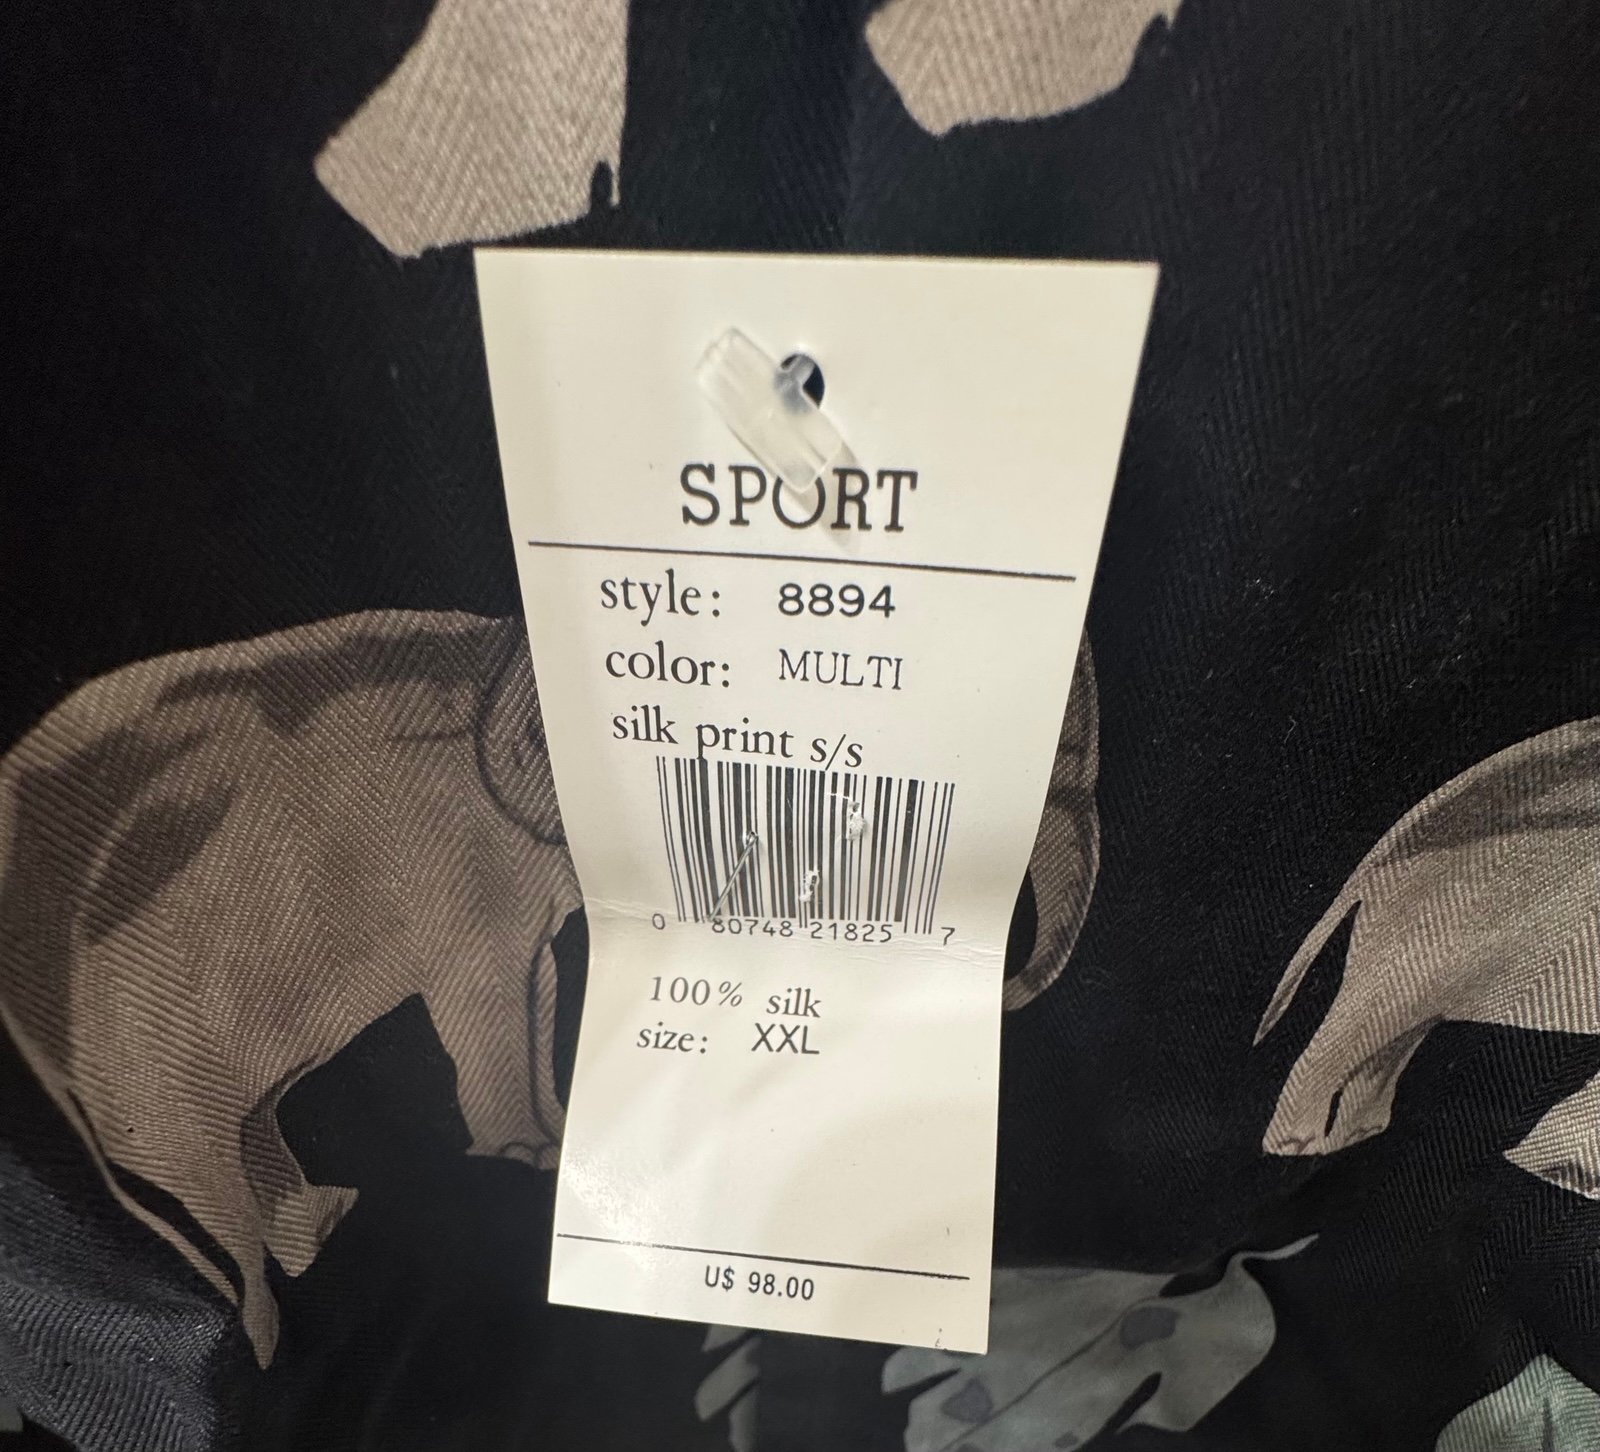 SPORT
style: 8894
color: MULTI
silk print s/s
0 80748 21825 7
100% silk
size: XXL
U$ 98.00